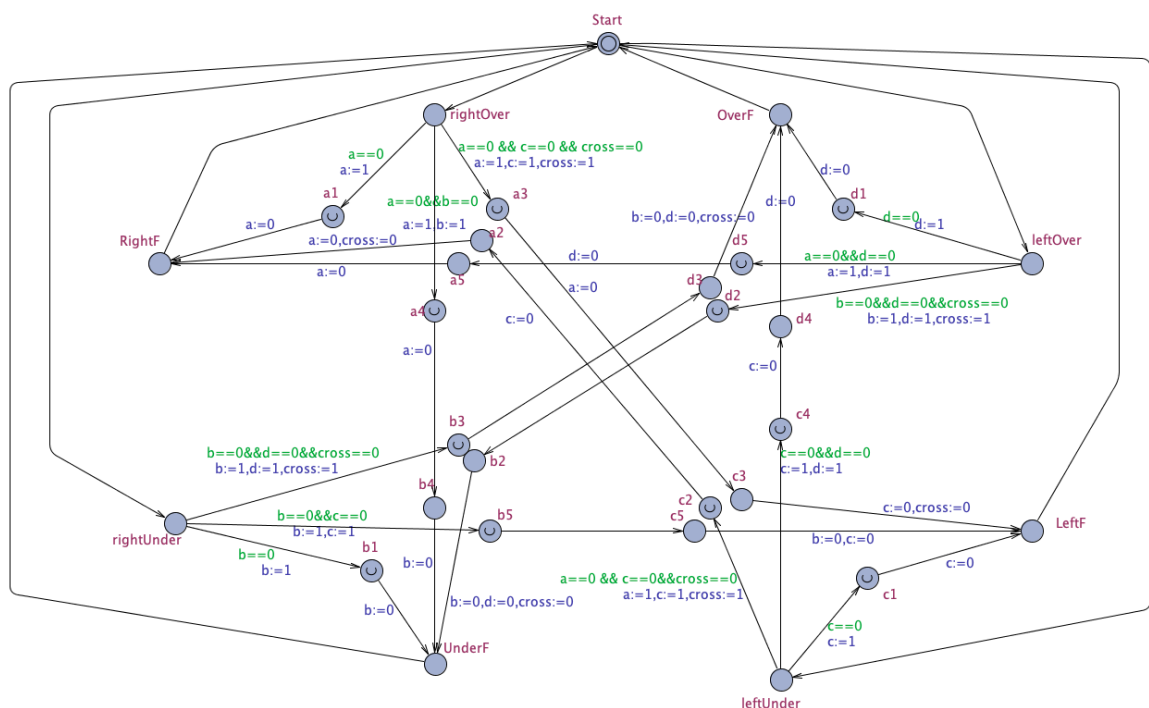 Start
rightOver
OverF
a==0
a:=1
a==0 && c==0 && cross==0
a:=1,c:=1,cross:=1
d:=0
a1
a3
d1
a==0&&b==0
a:=1,b:=1
b:=0,d:=0,cross:=0
d:=0
d==0
d:=1
a:=0
a:=0,cross:=0
a2
d5
RightF
leftOver
d:=0
a==0&&d==0
a:=1,d:=1
a:=0
a5
a:=0
d3
d2
b==0&&d==0&&cross==0
b:=1,d:=1,cross:=1
a4
c:=0
d4
a:=0
c:=0
b3
c4
b==0&&d==0&&cross==0
b:=1,d:=1,cross:=1
b2
c==0&&d==0
c:=1,d:=1
b4
c3
c2
b==0&&c==0
b:=1,c:=1
b5
c5
c:=0,cross:=0
LeftF
rightUnder
b:=0,c:=0
b==0
b:=1
b1
b:=0
c:=0
a==0 && c==0&&cross==0
a:=1,c:=1,cross:=1
c1
b:=0
b:=0,d:=0,cross:=0
c==0
c:=1
UnderF
leftUnder